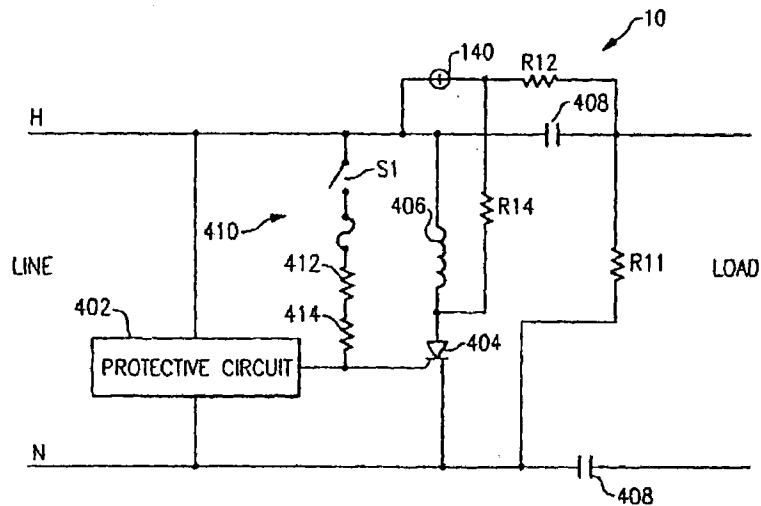 10
140
R12
408
H
S1
410
406
R14
412
R11
LINE
LOAD
414
402
404
PROTECTIVE CIRCUIT
N
408